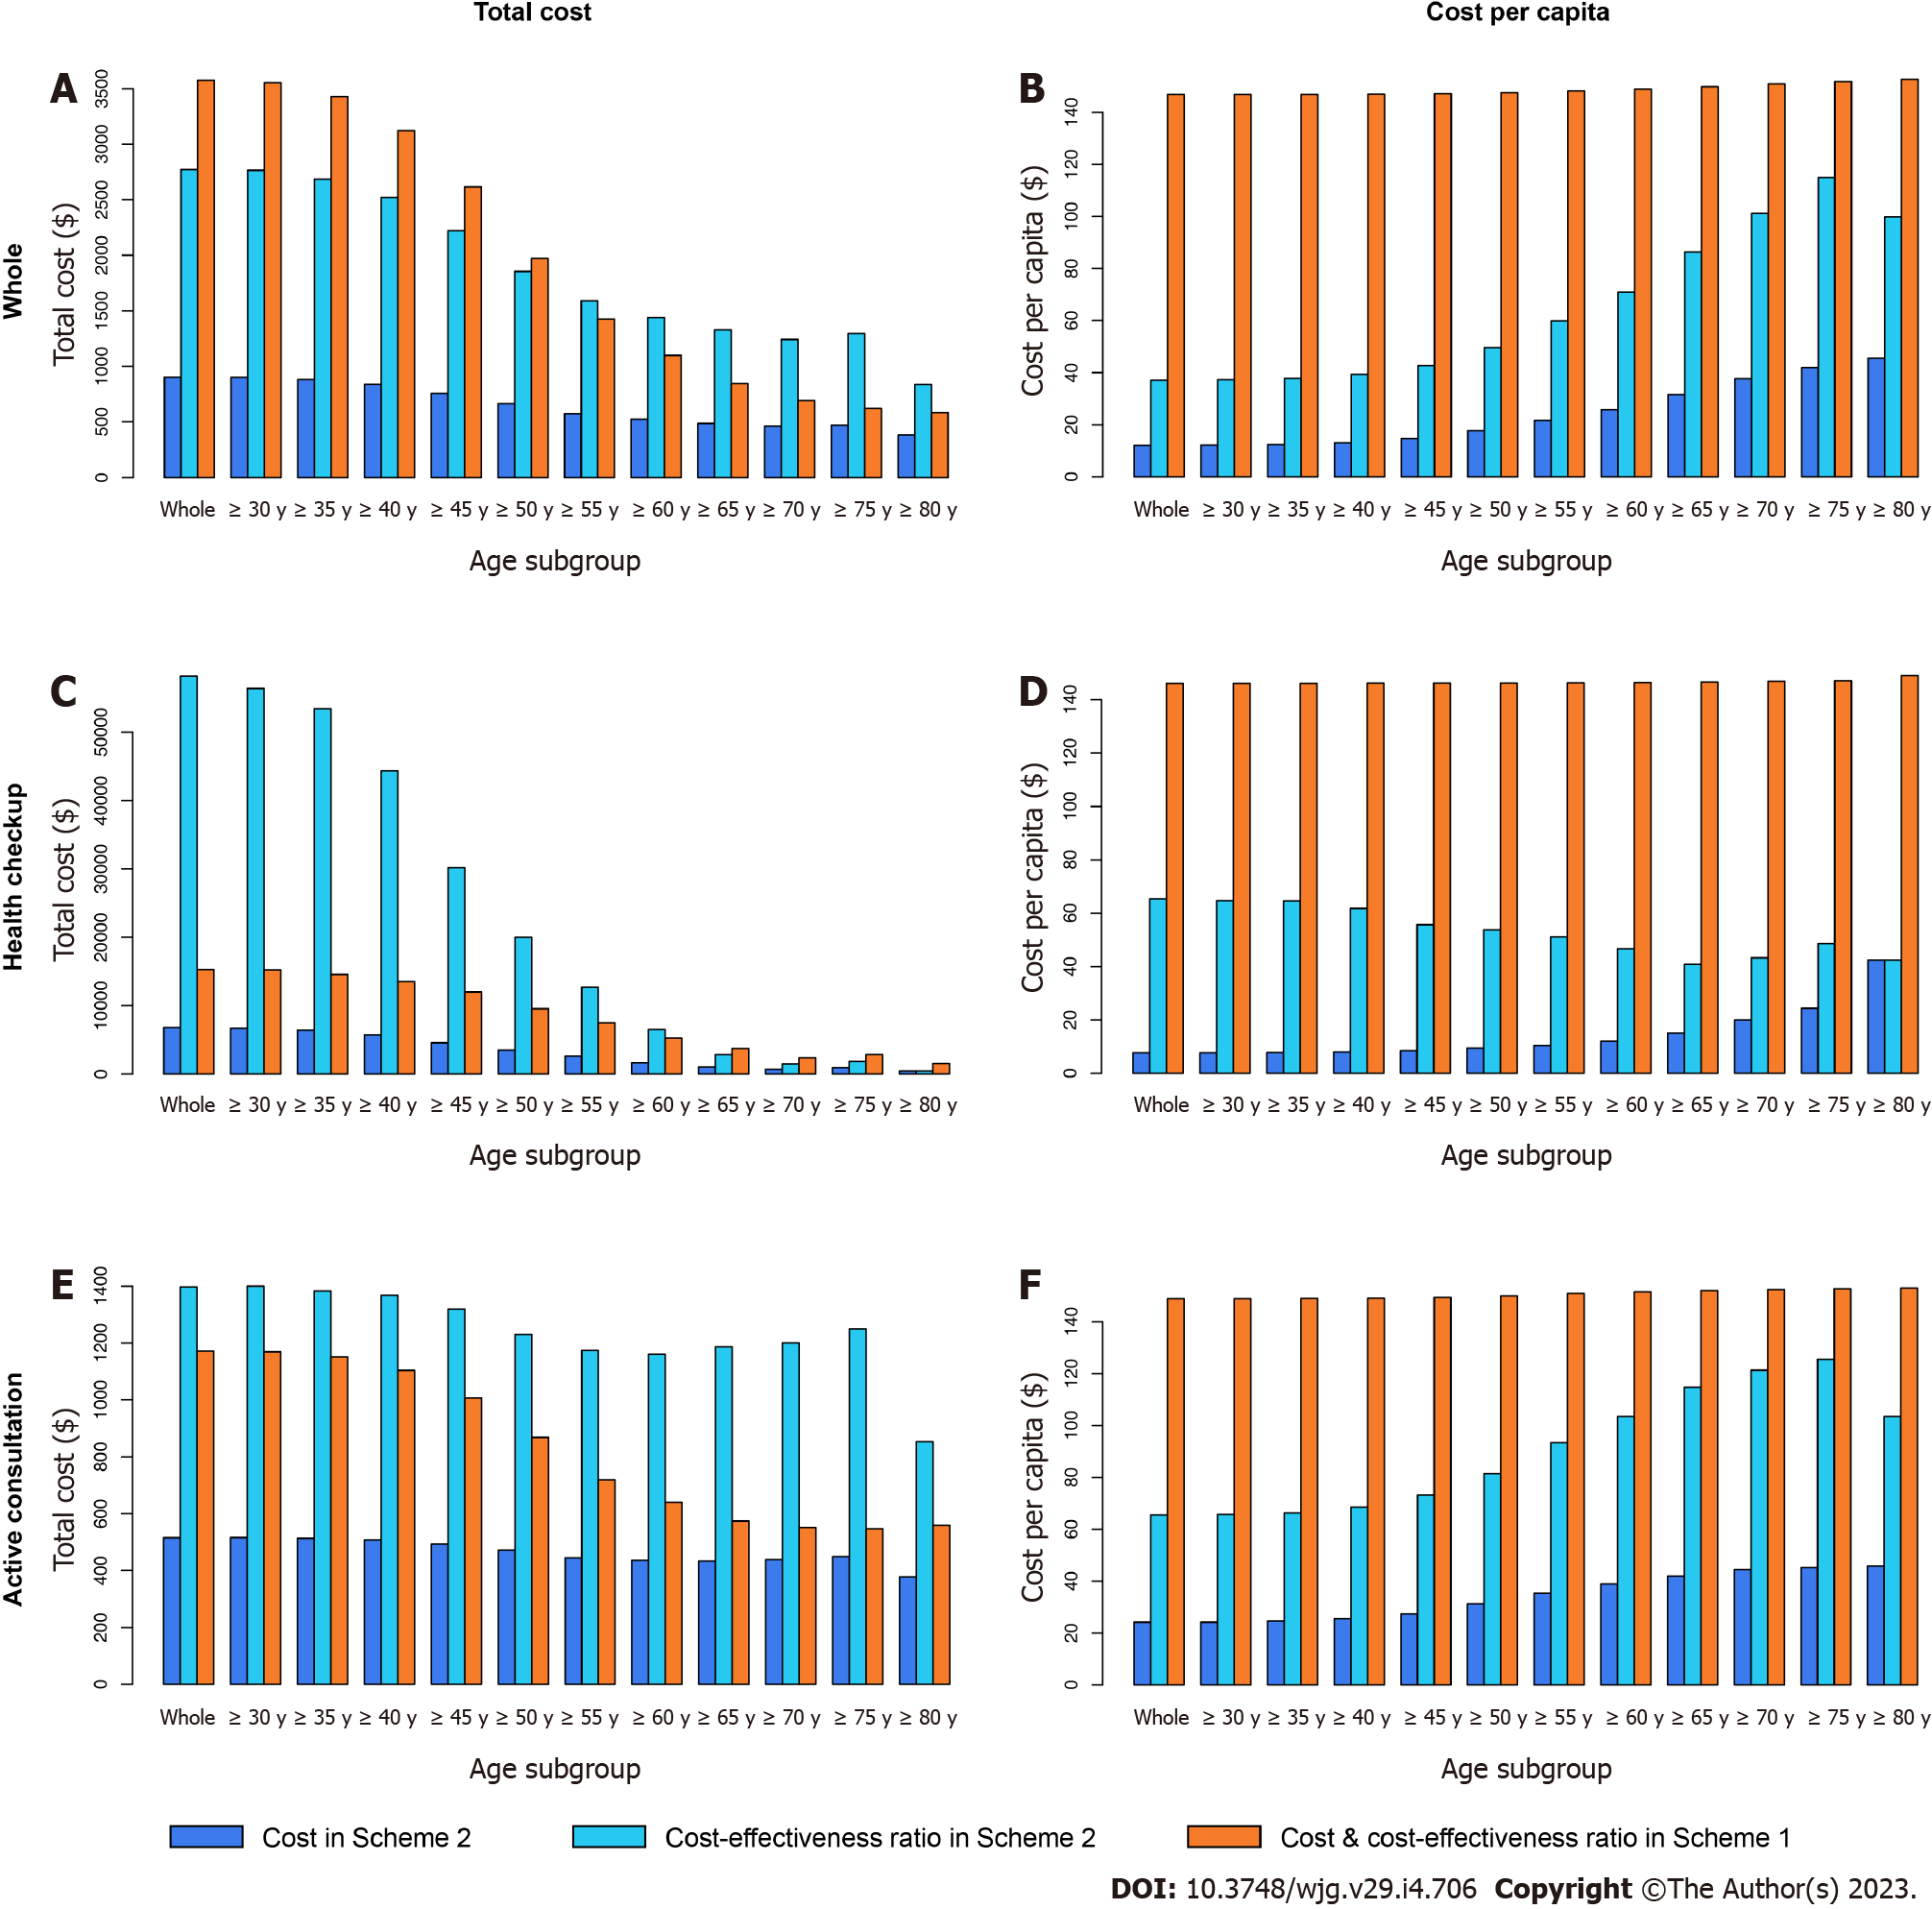 Total cost
Cost per capita
Whole
A
Total cost ($)
0 500 1000 1500 2000 2500 3000 3500
Whole ≥ 30 y ≥ 35 y ≥ 40 y ≥ 45 y ≥ 50 y ≥ 55 y ≥ 60 y ≥ 65 y ≥ 70 y ≥ 75 y ≥ 80 y
Age subgroup
B
Cost per capita ($)
0 20 40 60 80 100 120 140
Whole ≥ 30 y ≥ 35 y ≥ 40 y ≥ 45 y ≥ 50 y ≥ 55 y ≥ 60 y ≥ 65 y ≥ 70 y ≥ 75 y ≥ 80 y
Age subgroup
Health checkup
C
Total cost ($)
0 10000 20000 30000 40000 50000
Whole ≥ 30 y ≥ 35 y ≥ 40 y ≥ 45 y ≥ 50 y ≥ 55 y ≥ 60 y ≥ 65 y ≥ 70 y ≥ 75 y ≥ 80 y
Age subgroup
D
Cost per capita ($)
0 20 40 60 80 100 120 140
Whole ≥ 30 y ≥ 35 y ≥ 40 y ≥ 45 y ≥ 50 y ≥ 55 y ≥ 60 y ≥ 65 y ≥ 70 y ≥ 75 y ≥ 80 y
Age subgroup
Active consultation
E
Total cost ($)
0 200 400 600 800 1000 1200 1400
Whole ≥ 30 y ≥ 35 y ≥ 40 y ≥ 45 y ≥ 50 y ≥ 55 y ≥ 60 y ≥ 65 y ≥ 70 y ≥ 75 y ≥ 80 y
Age subgroup
F
Cost per capita ($)
0 20 40 60 80 100 120 140
Whole ≥ 30 y ≥ 35 y ≥ 40 y ≥ 45 y ≥ 50 y ≥ 55 y ≥ 60 y ≥ 65 y ≥ 70 y ≥ 75 y ≥ 80 y
Age subgroup
Cost in Scheme 2
Cost-effectiveness ratio in Scheme 2
Cost & cost-effectiveness ratio in Scheme 1
DOI: 10.3748/wjg.v29.i4.706 Copyright ©The Author(s) 2023.